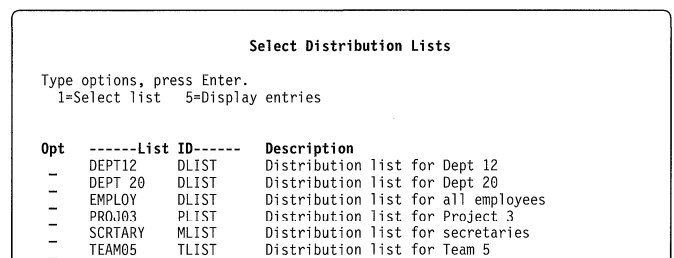 Select Distribution Lists
Type options, press Enter.
1=Select list   5=Display entries
Opt   ------List ID------   Description
_   DEPT12   DLIST   Distribution list for Dept 12
_   DEPT 20   DLIST   Distribution list for Dept 20
_   EMPLOY   DLIST   Distribution list for all employees
_   PROJ03   PLIST   Distribution list for Project 3
_   SCRTARY   MLIST   Distribution list for secretaries
_   TEAM05   TLIST   Distribution list for Team 5